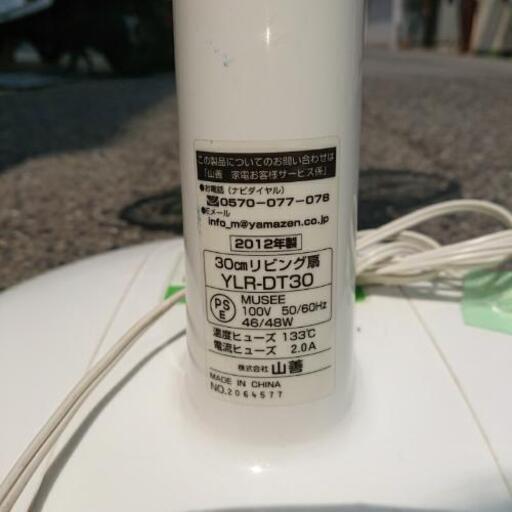 この製品についてのお問い合わせは
「山善 家電お客様サービス係」
●お電話(ナビダイヤル)
☎0570-077-078
●Eメール
info_m@yamazen.co.jp
2012年製
30cmリビング扇
YLR-DT30
PS
E
MUSEE
100V 50/60Hz
46/48W
温度ヒューズ 133℃
電流ヒューズ 2.0A
株式会社 山善
MADE IN CHINA
NO.2064577